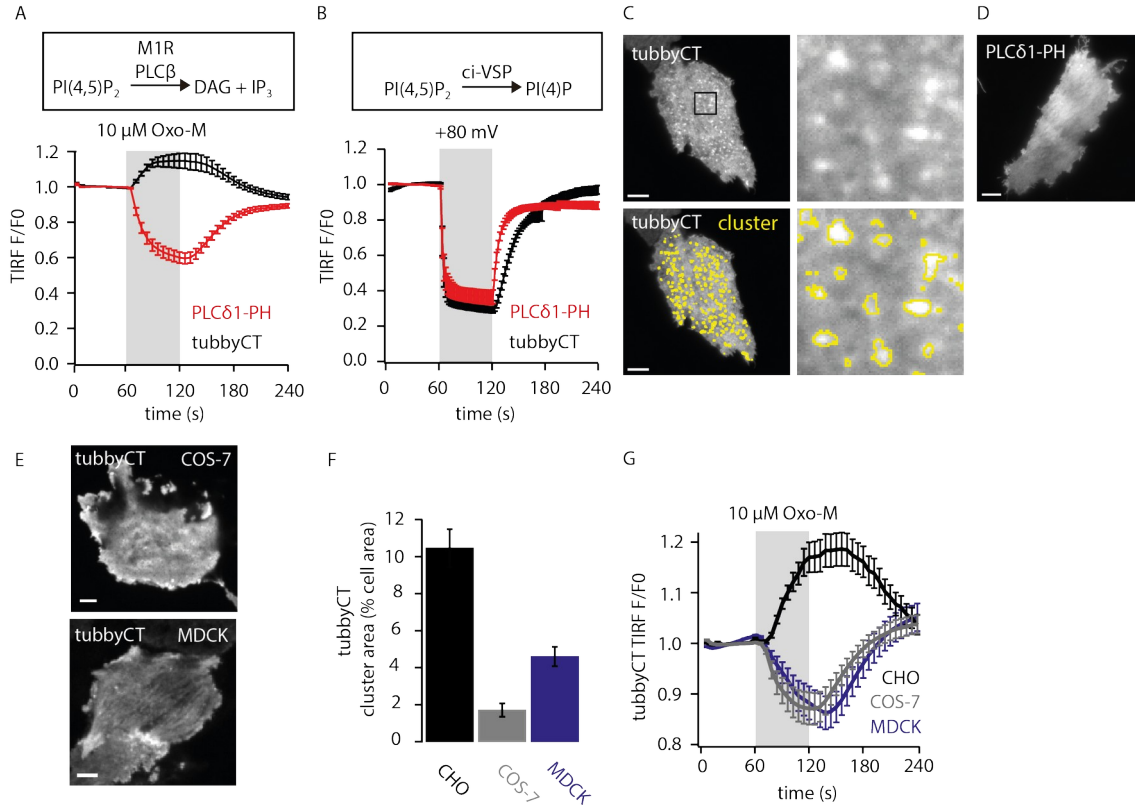 A
M1R
PLCβ
PI(4,5)P2 → DAG + IP3
10 µM Oxo-M
1.2
1.0
0.8
0.6
0.4
0.2
0.0
TIRF F/F0
PLCδ1-PH
tubbyCT
0 60 120 180 240
time (s)
B
ci-VSP
PI(4,5)P2 → PI(4)P
+80 mV
1.2
1.0
0.8
0.6
0.4
0.2
0.0
TIRF F/F0
PLCδ1-PH
tubbyCT
0 60 120 180 240
time (s)
C
tubbyCT
tubbyCT cluster
D
PLCδ1-PH
E
tubbyCT COS-7
tubbyCT MDCK
F
tubbyCT
cluster area (% cell area)
12
10
8
6
4
2
0
CHO
COS-7
MDCK
G
10 µM Oxo-M
1.2
1.0
0.9
0.8
tubyCT TIRF F/F0
CHO
COS-7
MDCK
0 60 120 180 240
time (s)